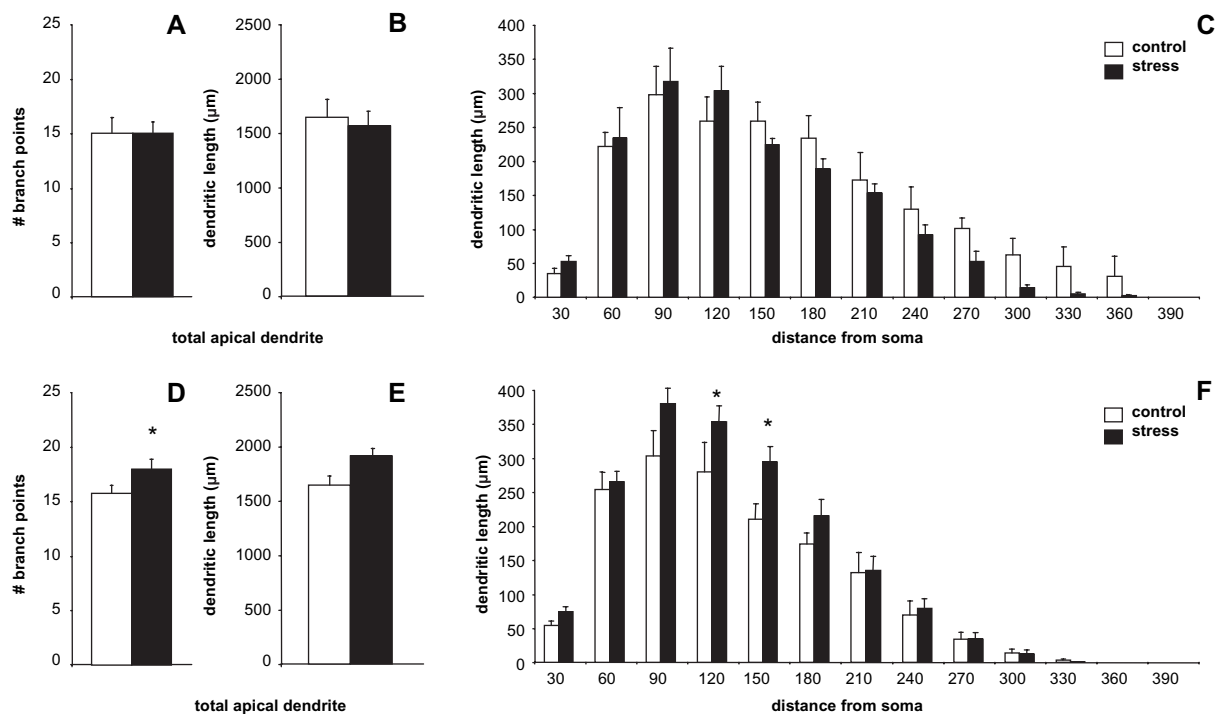 A
25
20
15
10
5
0
# branch points
B
2500
2000
1500
1000
500
0
dendritic length (µm)
total apical dendrite
C
control
stress
400
350
300
250
200
150
100
50
0
dendritic length (µm)
30 60 90 120 150 180 210 240 270 300 330 360 390
distance from soma
D
25
20
15
10
5
0
# branch points
*
E
2500
2000
1500
1000
500
0
dendritic length (µm)
total apical dendrite
F
control
stress
400
350
300
250
200
150
100
50
0
dendritic length (µm)
* *
30 60 90 120 150 180 210 240 270 300 330 360 390
distance from soma